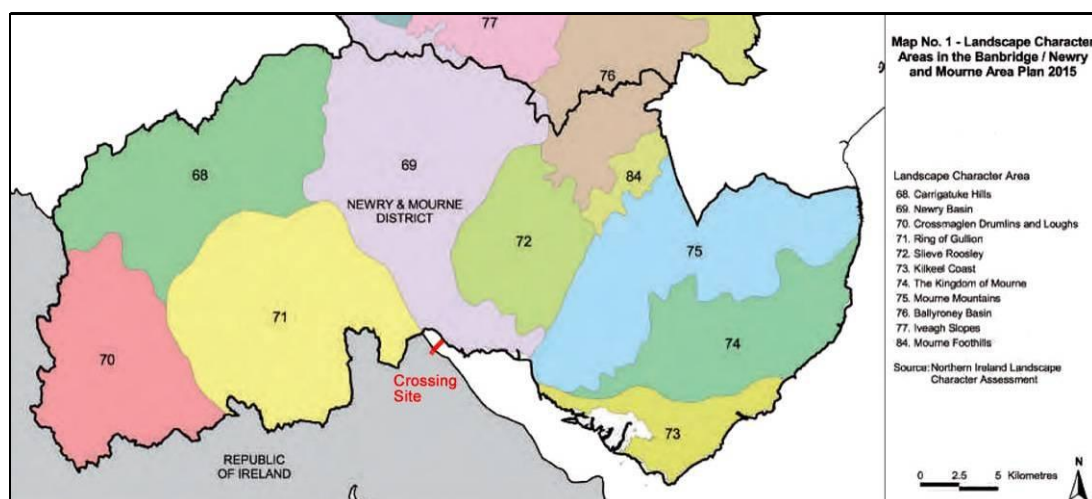 77
76
68
69
NEWRY & MOURNE
DISTRICT
84
72
75
71
70
74
73
Crossing
Site
REPUBLIC
OF IRELAND
Map No. 1 - Landscape Character
Areas in the Banbridge / Newry
and Mourne Area Plan 2015
Landscape Character Area
68. Carrigatuke Hills
69. Newry Basin
70. Crossmaglen Drumlins and Loughs
71. Ring of Gullion
72. Slieve Roosley
73. Kilkeel Coast
74. The Kingdom of Mourne
75. Mourne Mountains
76. Ballyroney Basin
77. Iveagh Slopes
84. Mourne Foothills
Source: Northern Ireland Landscape
Character Assessment
N
0 2.5 5 Kilometres